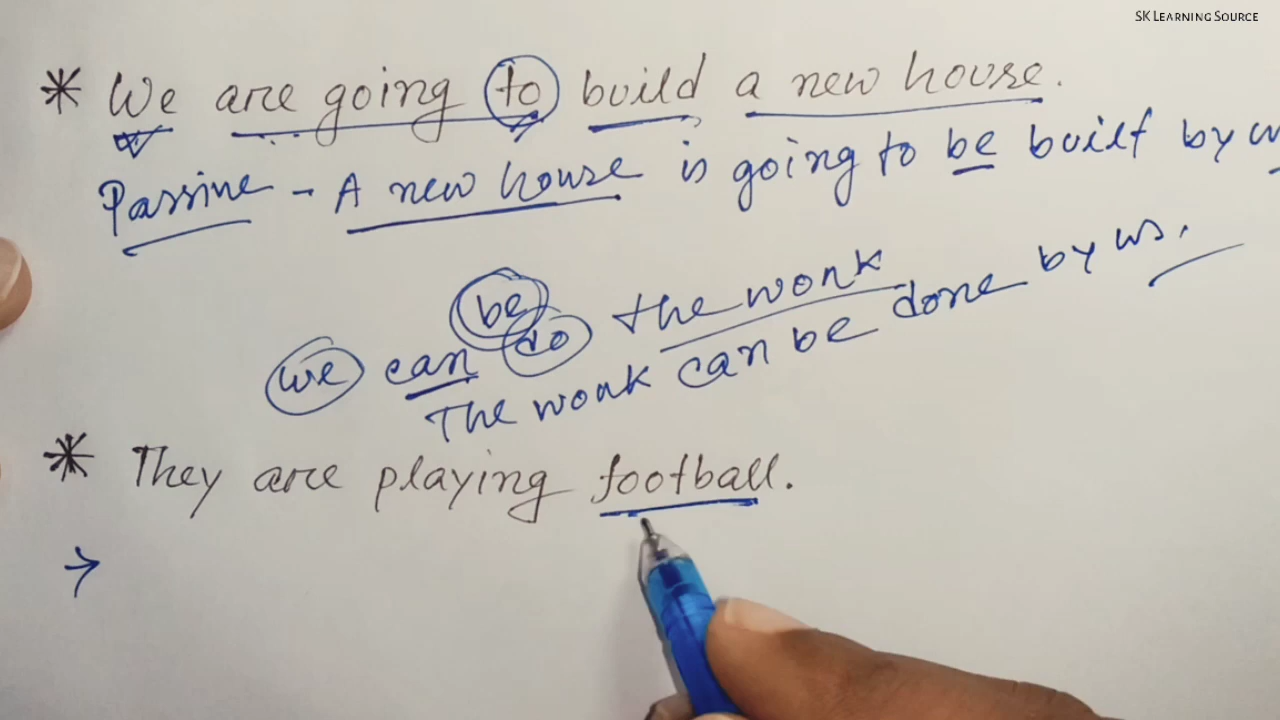 SK LEARNING SOURCE
* We are going to build a new house.
Passive - A new house is going to be built by
be
we can do the work
The work can be done by us.
* They are playing football.
→